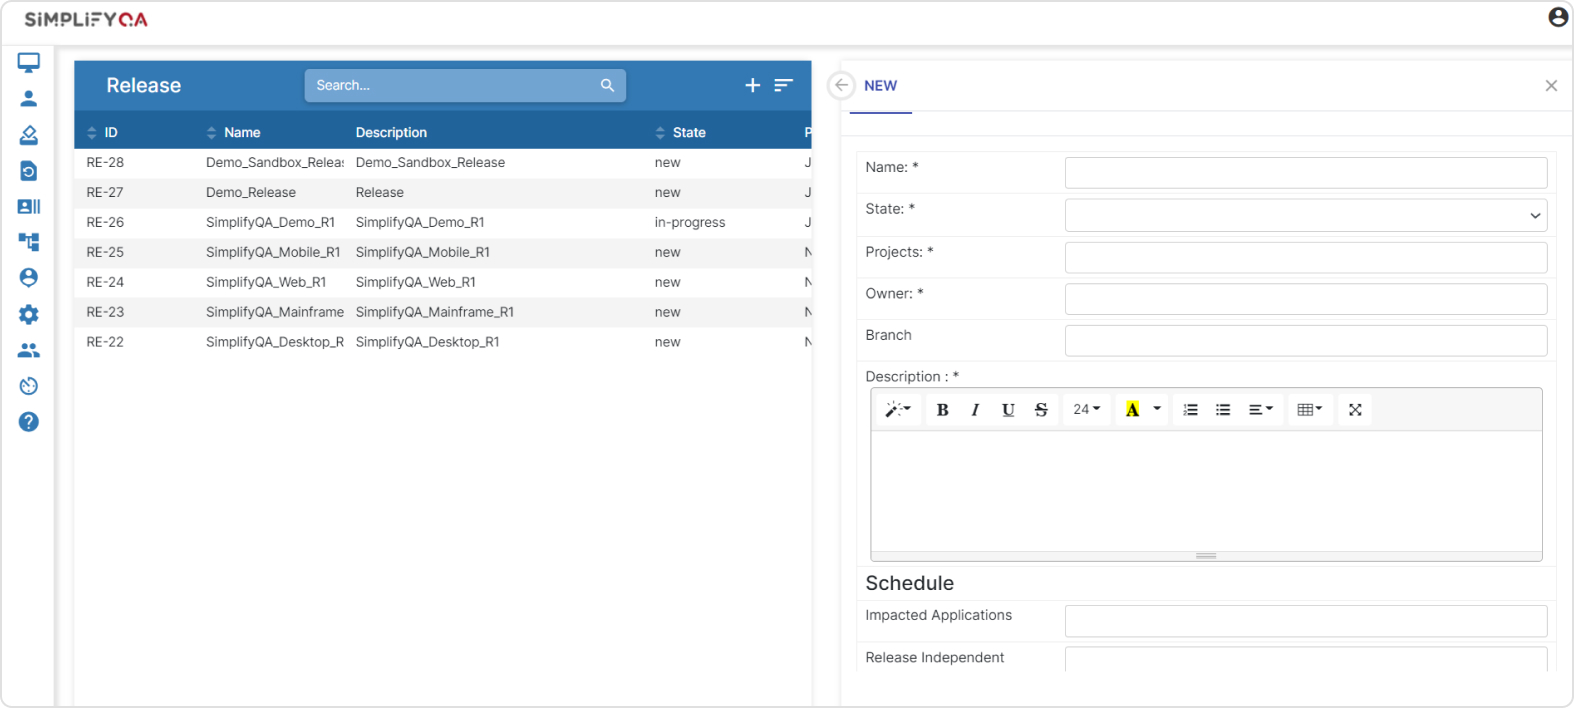 SiMPLiFYQA
Release
Search...
ID Name Description State P
RE-28 Demo_Sandbox_Releas Demo_Sandbox_Release new J
RE-27 Demo_Release Release new J
RE-26 SimplifyQA_Demo_R1 SimplifyQA_Demo_R1 in-progress J
RE-25 SimplifyQA_Mobile_R1 SimplifyQA_Mobile_R1 new N
RE-24 SimplifyQA_Web_R1 SimplifyQA_Web_R1 new N
RE-23 SimplifyQA_Mainframe SimplifyQA_Mainframe_R1 new N
RE-22 SimplifyQA_Desktop_R SimplifyQA_Desktop_R1 new N
NEW
Name: *
State: *
Projects: *
Owner: *
Branch
Description : *
B I U S 24 A
Schedule
Impacted Applications
Release Independent